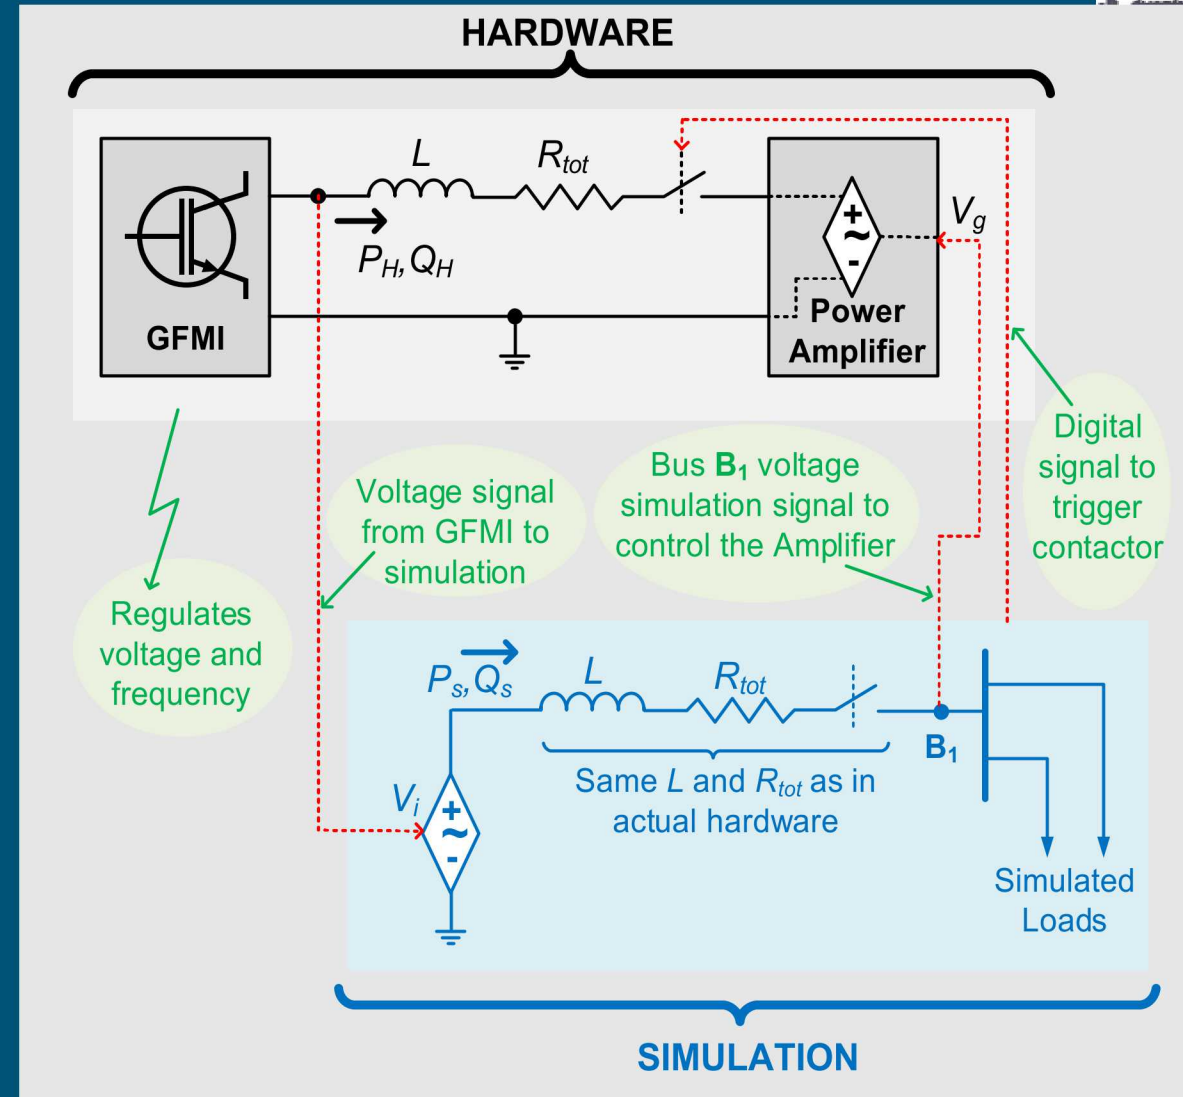 HARDWARE
L
Rtot
Vg
PH, QH
+
~
-
GFMI
Power
Amplifier
Digital
signal to
trigger
contactor
Bus B1 voltage
simulation signal to
control the Amplifier
Voltage signal
from GFMI to
simulation
Regulates
voltage and
frequency
Ps, Qs
L
Rtot
B1
Vi
+
~
-
Same L and Rtot as in
actual hardware
Simulated
Loads
SIMULATION